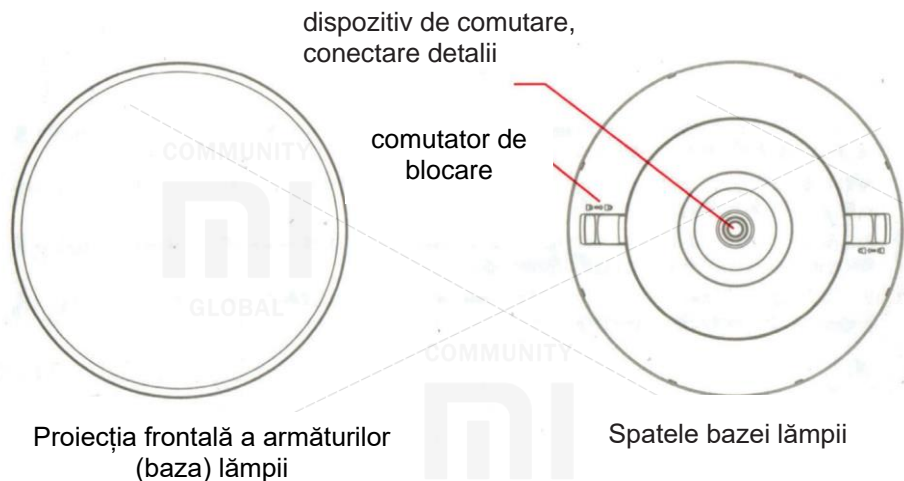 dispozitiv de comutare,
conectare detalii
comutator de
blocare
COMMUNITY
GLOBAL
COMMUNITY
Proiecția frontală a armăturilor
(baza) lămpii
Spatele bazei lămpii